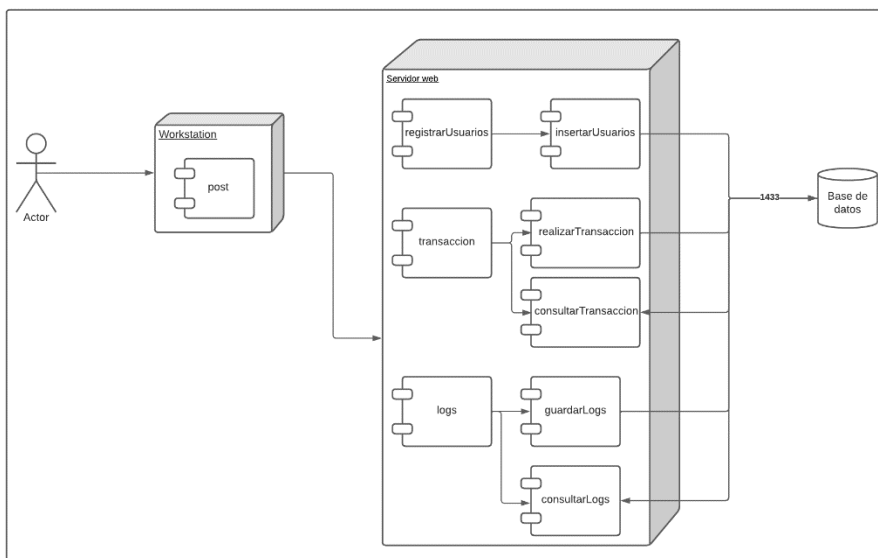 Servidor web
registrarUsuarios
insertarUsuarios
Workstation
post
Actor
1433
Base de
datos
transaccion
realizarTransaccion
consultarTransaccion
logs
guardarLogs
consultarLogs